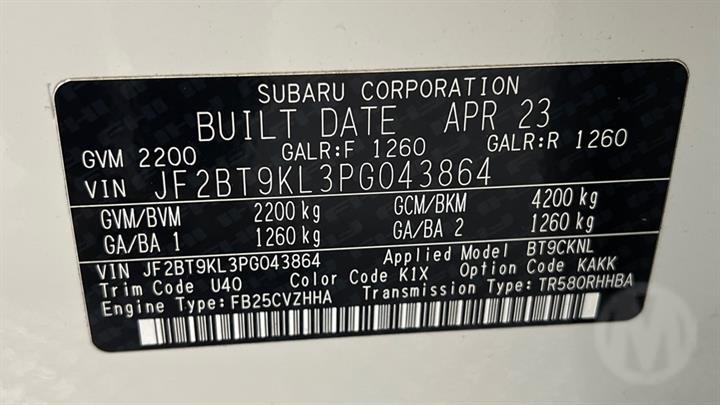 SUBARU CORPORATION
BUILT DATE APR 23
GVM 2200 GALR:F 1260 GALR:R 1260
VIN JF2BT9KL3PG043864
GVM/BVM 2200 kg GCM/BKM 4200 kg
GA/BA 1 1260 kg GA/BA 2 1260 kg
VIN JF2BT9KL3PG043864 Applied Model BT9CKNL
Trim Code U40 Color Code K1X Option Code KAKK
Engine Type:FB25CVZHHA Transmission Type:TR580RHHBA
M